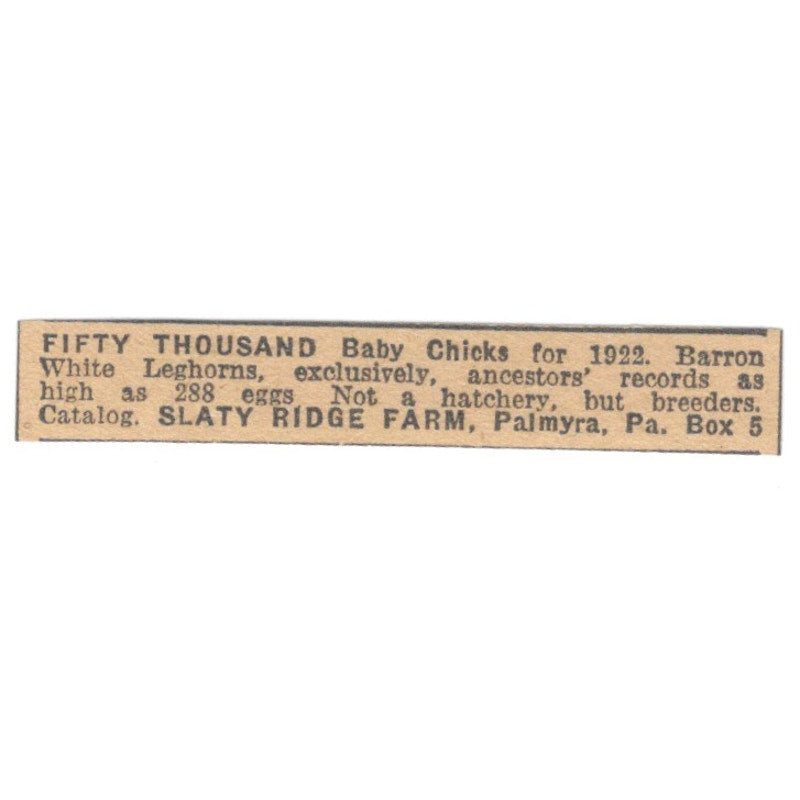 FIFTY THOUSAND Baby Chicks for 1922. Barron
White Leghorns, exclusively, ancestors' records as
high as 288 eggs Not a hatchery, but breeders.
Catalog. SLATY RIDGE FARM, Palmyra, Pa. Box 5